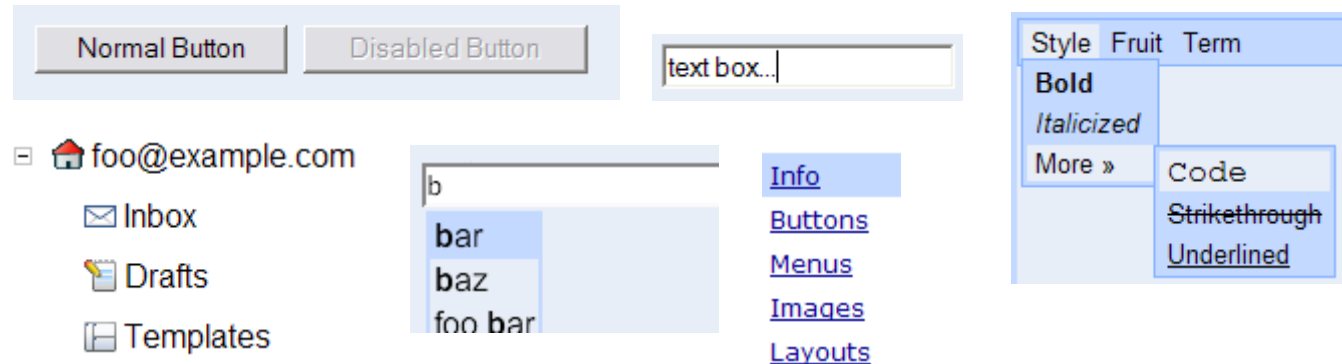 Normal Button
Disabled Button
text box...
Style Fruit Term
Bold
Italicized
More »
Code
Strikethrough
Underlined
foo@example.com
Inbox
Drafts
Templates
b
bar
baz
foo bar
Info
Buttons
Menus
Images
Layouts